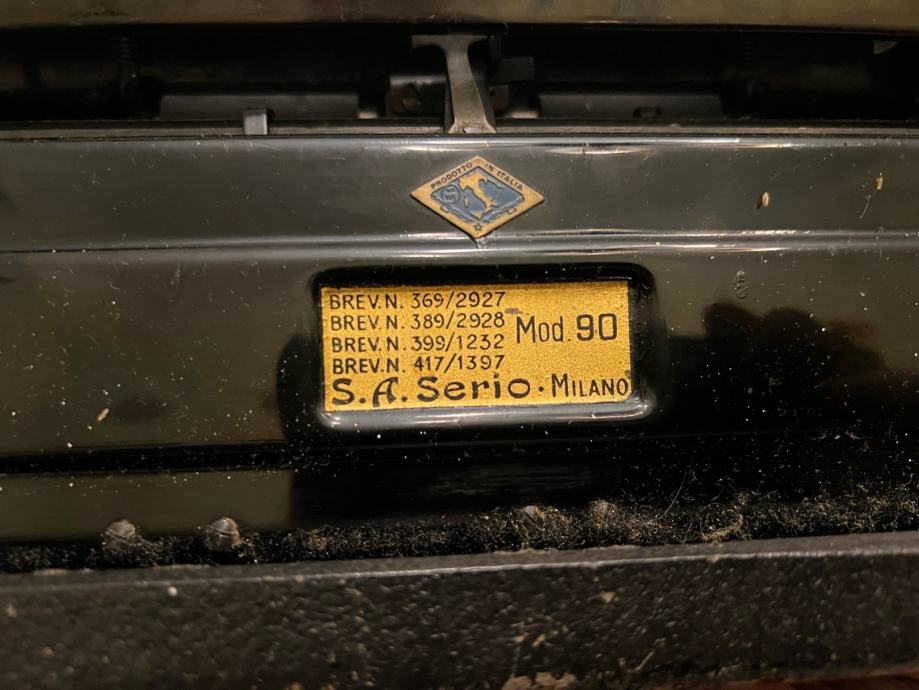 PRODOTTO IN ITALIA
BREV.N. 369/2927
BREV.N. 389/2928
BREV.N. 399/1232
BREV.N. 417/1397
Mod. 90
S.A. Serio · MILANO